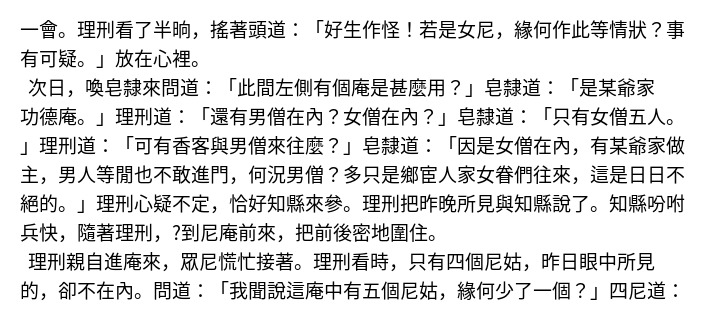 一會。理刑看了半晌，搖著頭道：「好生作怪！若是女尼，緣何作此等情狀？事
有可疑。」放在心裡。
次日，喚皂隸來問道：「此間左側有個庵是甚麼用？」皂隸道：「是某爺家
功德庵。」理刑道：「還有男僧在內？女僧在內？」皂隸道：「只有女僧五人。
」理刑道：「可有香客與男僧來往麼？」皂隸道：「因是女僧在內，有某爺家做
主，男人等閒也不敢進門，何況男僧？多只是鄉宦人家女眷們往來，這是日日不
絕的。」理刑心疑不定，恰好知縣來參。理刑把昨晚所見與知縣說了。知縣吩咐
兵快，隨著理刑，?到尼庵前來，把前後密地圍住。
理刑親自進庵來，眾尼慌忙接著。理刑看時，只有四個尼姑，昨日眼中所見
的，卻不在內。問道：「我聞說這庵中有五個尼姑，緣何少了一個？」四尼道：